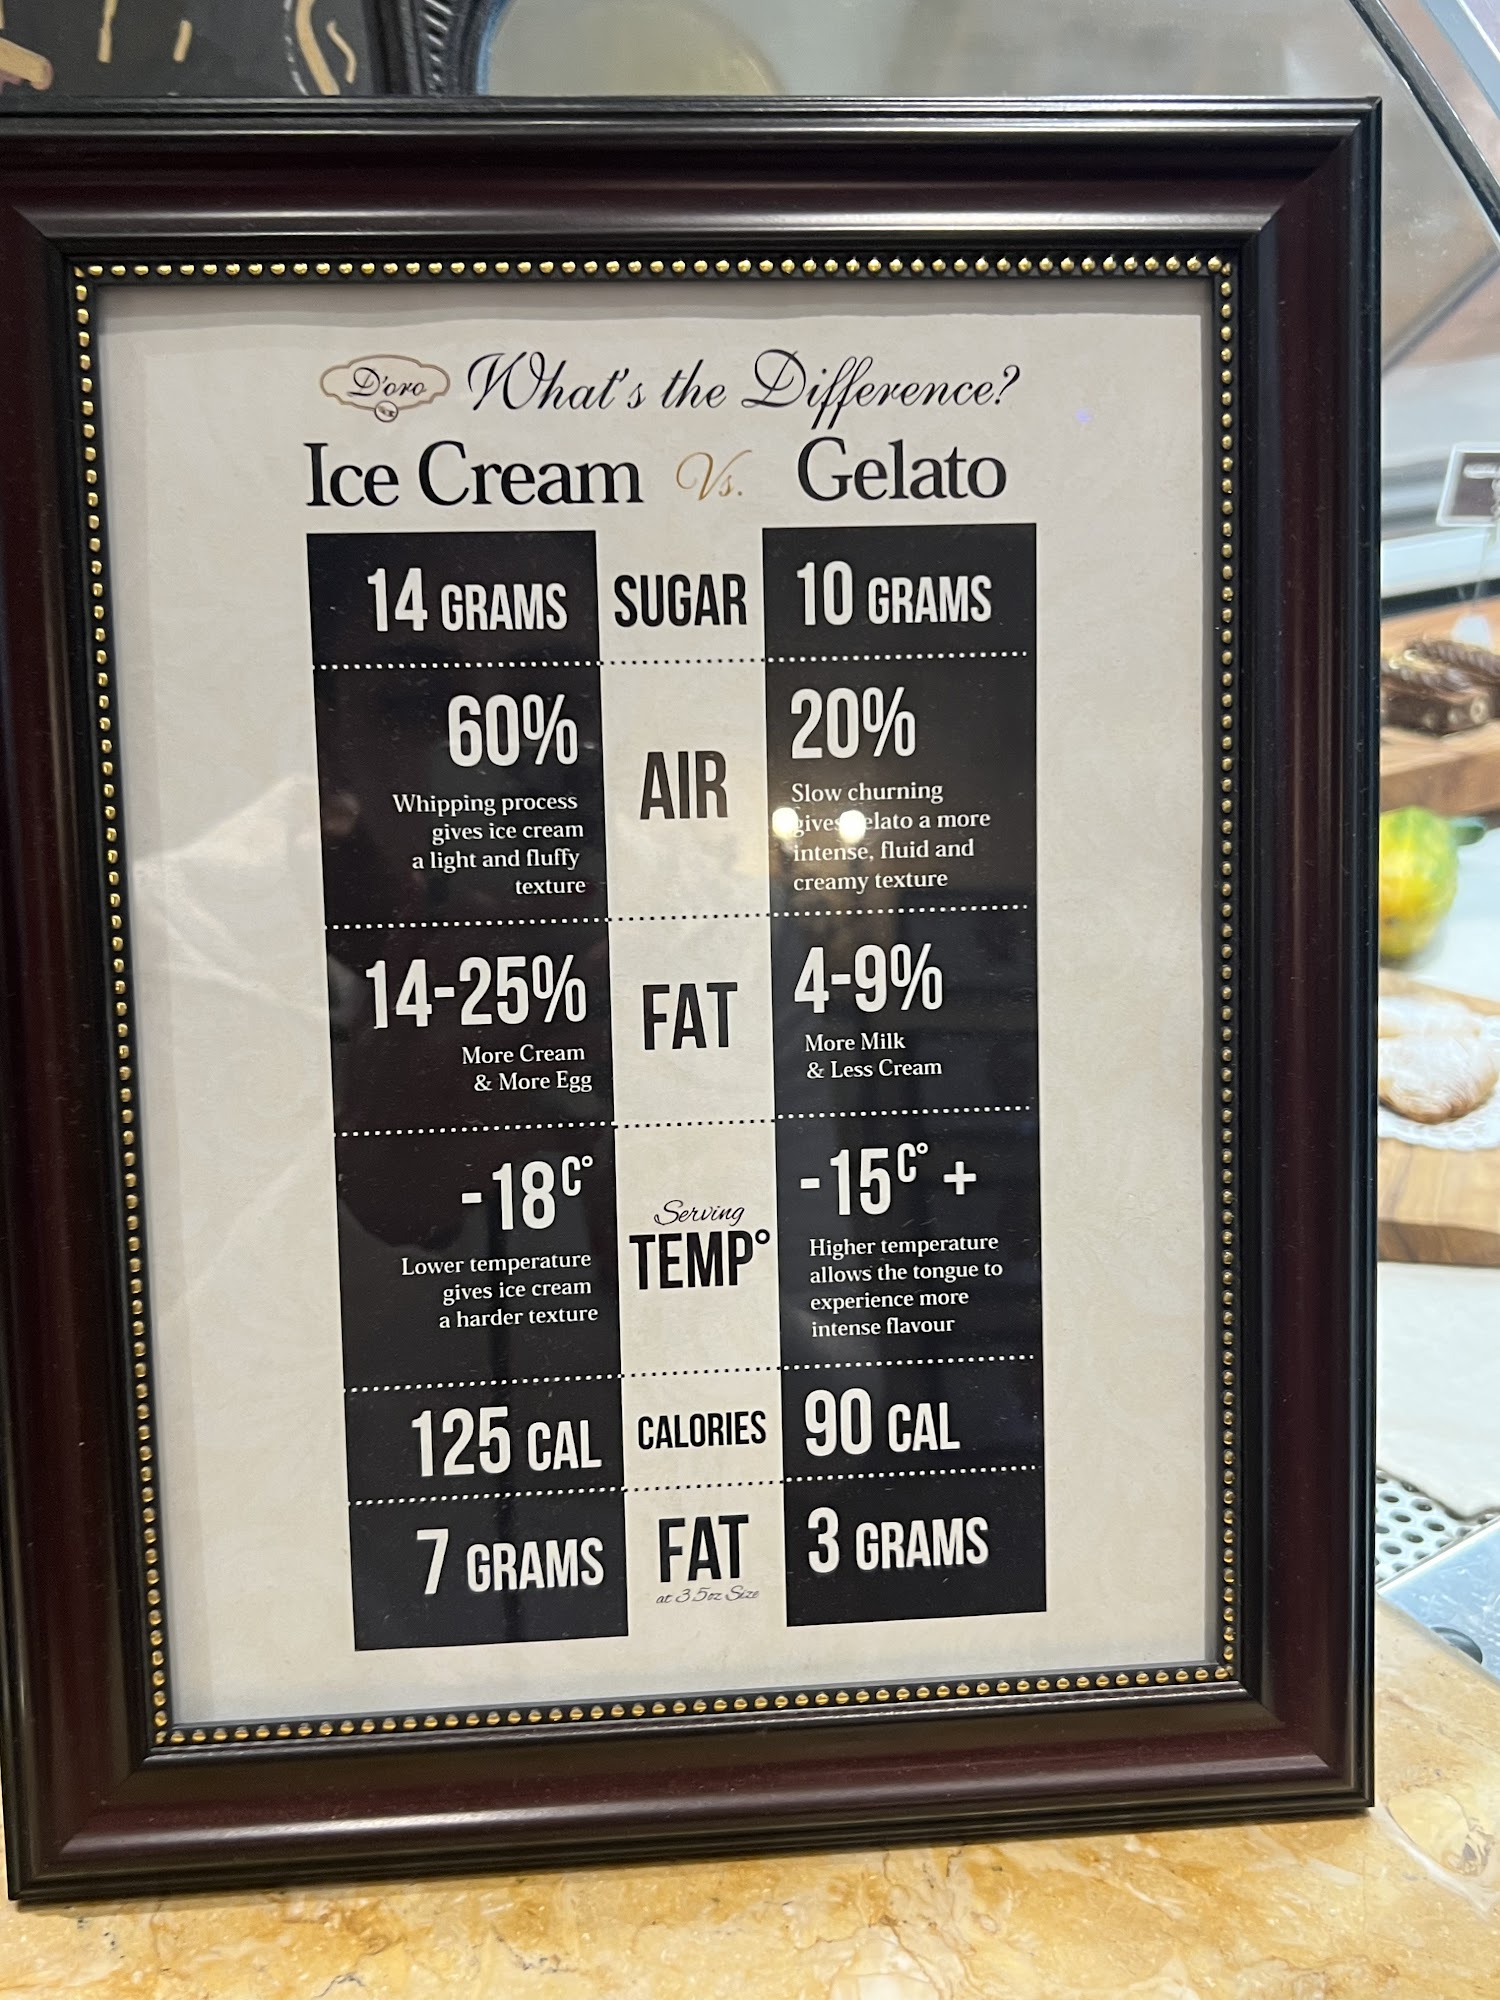 D'oro What's the Difference?
Ice Cream Vs. Gelato
14 GRAMS SUGAR 10 GRAMS
60% AIR 20%
Whipping process
gives ice cream
a light and fluffy
texture
Slow churning
gives gelato a more
intense, fluid and
creamy texture
14-25% FAT 4-9%
More Cream
& More Egg
More Milk
& Less Cream
-18C° Serving TEMP° -15C° +
Lower temperature
gives ice cream
a harder texture
Higher temperature
allows the tongue to
experience more
intense flavour
125 CAL CALORIES 90 CAL
7 GRAMS FAT 3 GRAMS
at 3.5oz Size